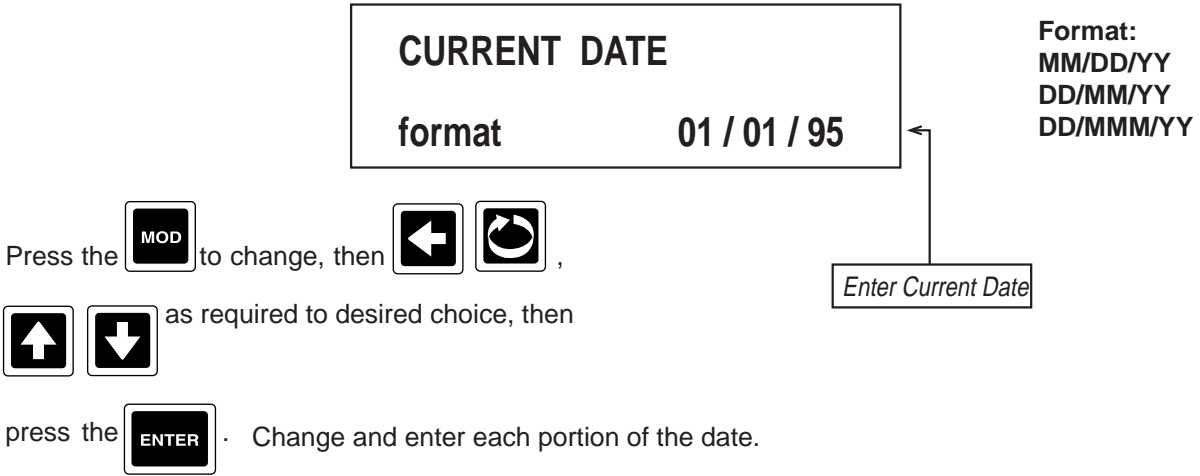 CURRENT DATE
format 01 / 01 / 95
Format:
MM/DD/YY
DD/MM/YY
DD/MMM/YY
Enter Current Date
Press the MOD to change, then ,
as required to desired choice, then
press the ENTER . Change and enter each portion of the date.